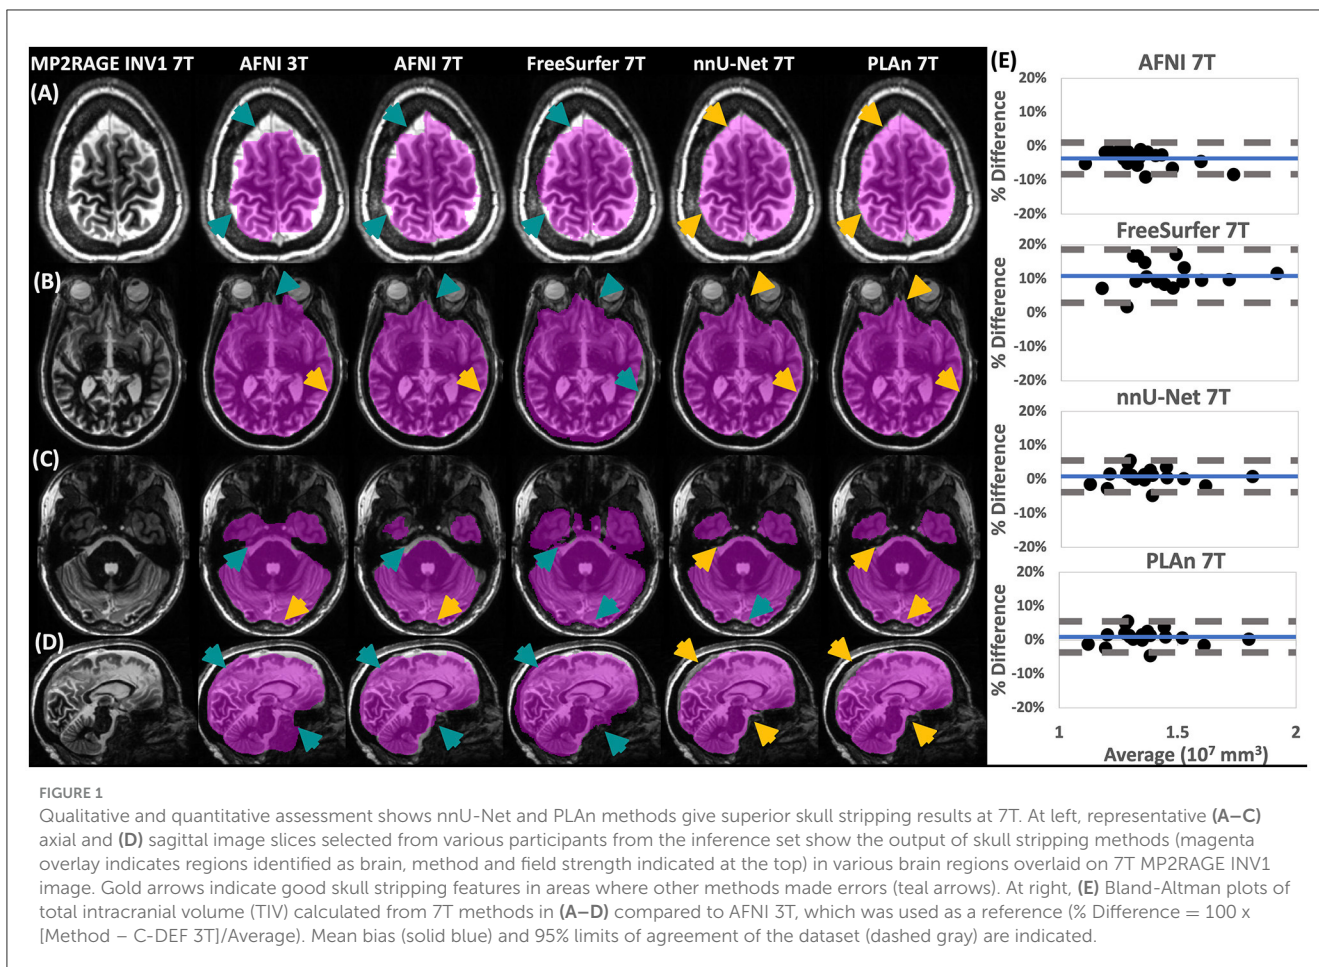 MP2RAGE INV1 7T AFNI 3T AFNI 7T FreeSurfer 7T nnU-Net 7T PLAn 7T
(A)
(B)
(C)
(D)
(E)
AFNI 7T
20%
10%
0%
-10%
-20%
% Difference
FreeSurfer 7T
20%
10%
0%
-20%
% Difference
nnU-Net 7T
20%
10%
0%
-10%
-20%
% Difference
PLAn 7T
20%
10%
0%
-10%
-20%
% Difference
1 1.5 2
Average (10⁷ mm³)
FIGURE 1
Qualitative and quantitative assessment shows nnU-Net and PLAn methods give superior skull stripping results at 7T. At left, representative (A–C)
axial and (D) sagittal image slices selected from various participants from the inference set show the output of skull stripping methods (magenta
overlay indicates regions identified as brain, method and field strength indicated at the top) in various brain regions overlaid on 7T MP2RAGE INV1
image. Gold arrows indicate good skull stripping features in areas where other methods made errors (teal arrows). At right, (E) Bland-Altman plots of
total intracranial volume (TIV) calculated from 7T methods in (A–D) compared to AFNI 3T, which was used as a reference (% Difference = 100 x
[Method – C-DEF 3T]/Average). Mean bias (solid blue) and 95% limits of agreement of the dataset (dashed gray) are indicated.